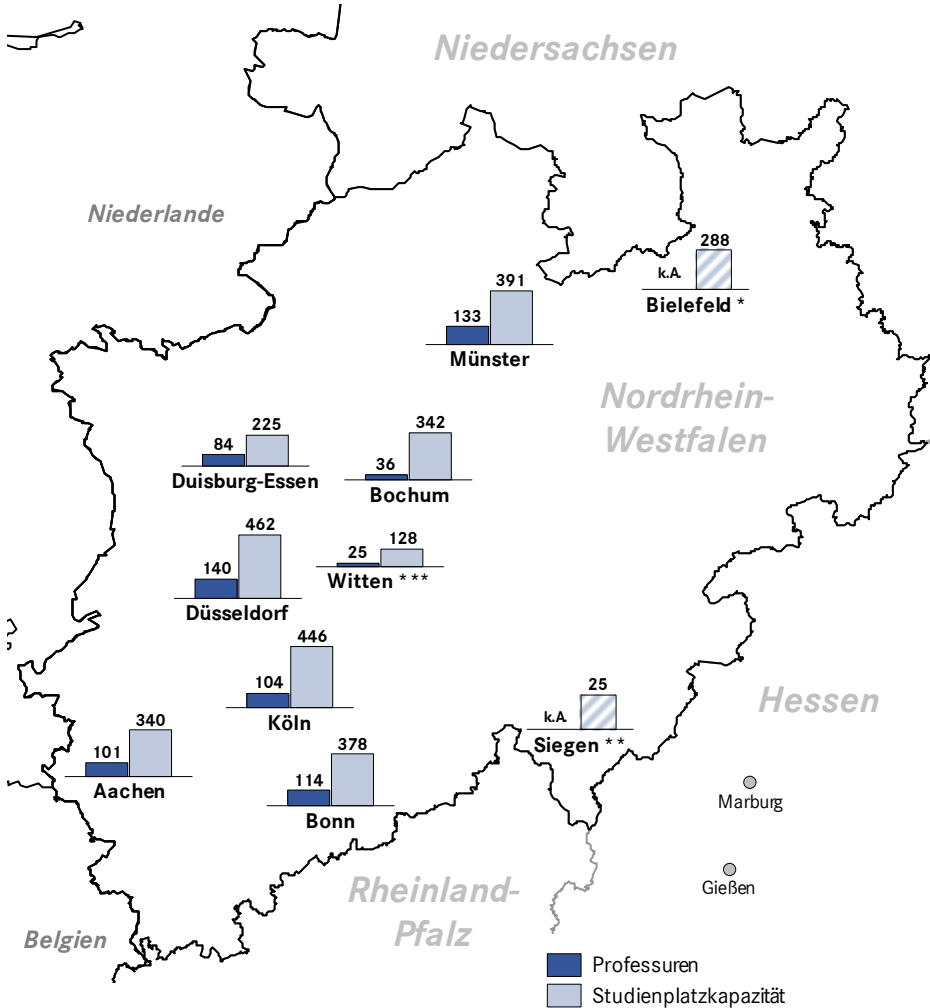 Niedersachsen
Niederlande
288
k.A.
Bielefeld *
391
133
Münster
Nordrhein-
Westfalen
225
84
Duisburg-Essen
342
36
Bochum
462
140
Düsseldorf
128
25
Witten ***
446
104
Köln
25
k.A.
Siegen **
Hessen
340
101
Aachen
378
114
Bonn
Marburg
Gießen
Rheinland-
Pfalz
Belgien
Professuren
Studienplatzkapazität